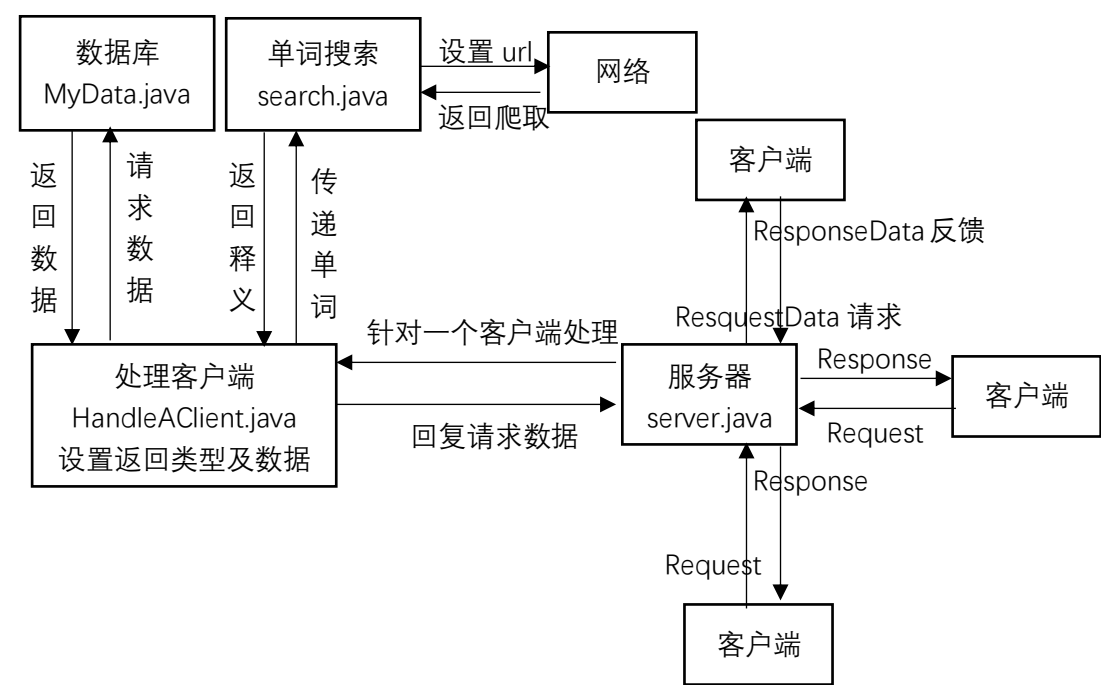 数据库
MyData.java
单词搜索
search.java
设置 url
返回爬取
网络
客户端
返回数据
请求数据
返回释义
传递单词
ResponseData 反馈
ResquestData 请求
针对一个客户端处理
回复请求数据
处理客户端
HandleAClient.java
设置返回类型及数据
服务器
server.java
Response
Request
客户端
Response
Request
客户端